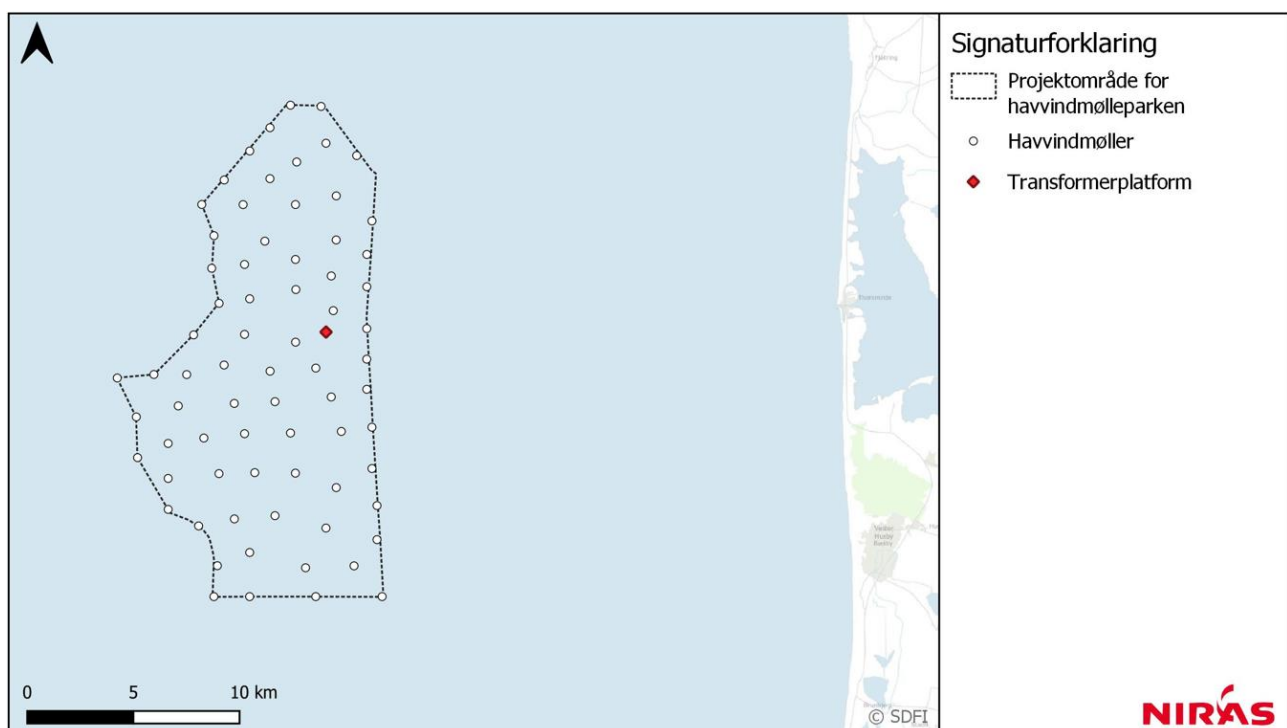 Signaturforklaring
Projektområde for
havvindmølleparken
Havvindmøller
Transformerplatform
0 5 10 km
© SDFI
NIRAS